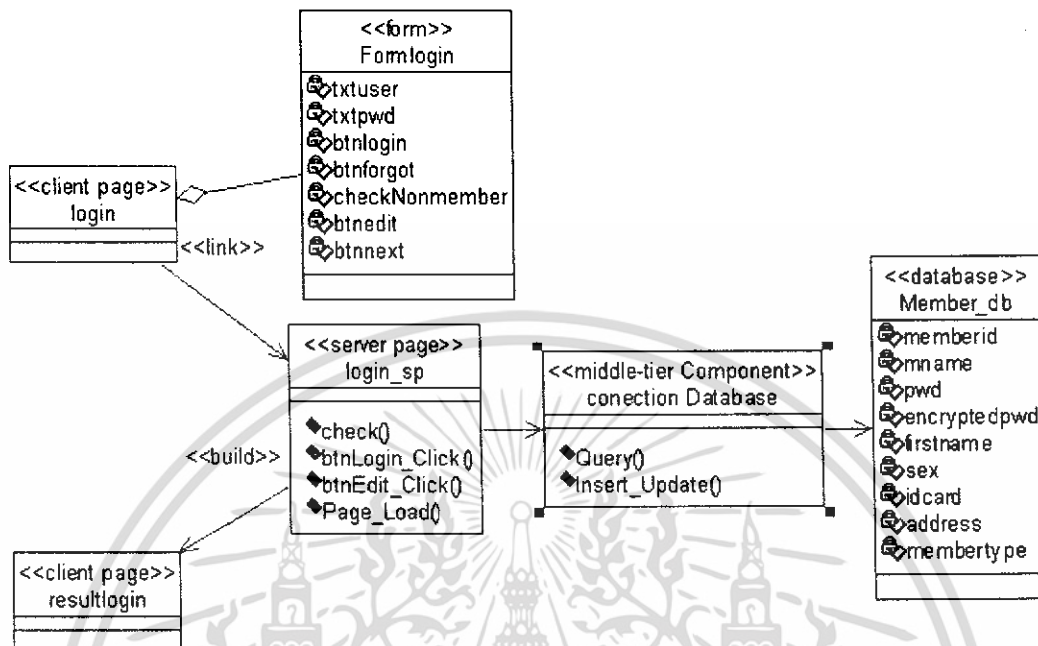 <<form>>
Formlogin
txtuser
txtpwd
btnlogin
btnforgot
checkNonmember
btnedit
btnnext
<<client page>>
login
<<link>>
<<server page>>
login_sp
check()
btnLogin_Click()
btnEdit_Click()
Page_Load()
<<build>>
<<client page>>
resultlogin
<<middle-tier Component>>
conection Database
Query()
Insert_Update()
<<database>>
Member_db
memberid
mname
pwd
encryptedpwd
firstname
sex
idcard
address
membertype